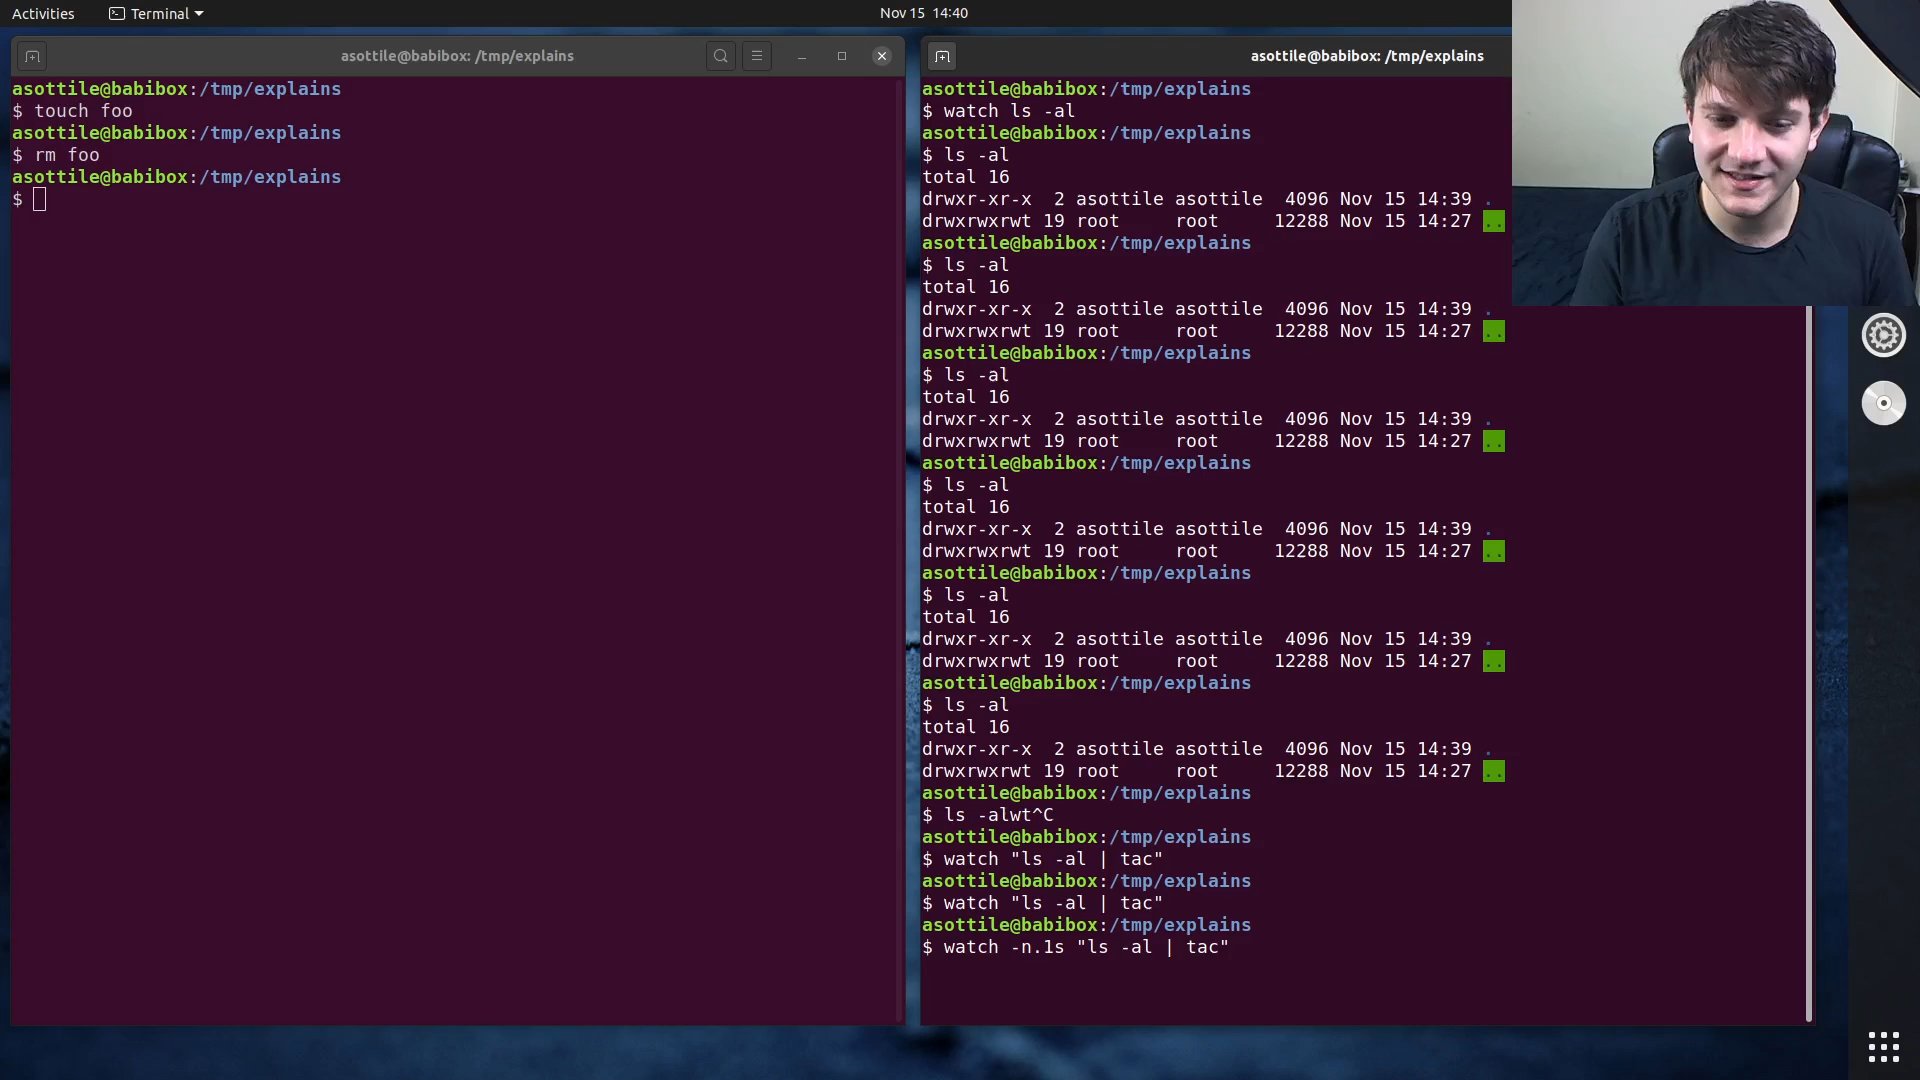 Activities
Terminal
Nov 15 14:40
asottile@babibox: /tmp/explains
asottile@babibox:/tmp/explains
$ touch foo
asottile@babibox:/tmp/explains
$ rm foo
asottile@babibox:/tmp/explains
$
asottile@babibox: /tmp/explains
asottile@babibox:/tmp/explains
$ watch ls -al
asottile@babibox:/tmp/explains
$ ls -al
total 16
drwxr-xr-x  2 asottile asottile  4096 Nov 15 14:39 .
drwxrwxrwt 19 root     root     12288 Nov 15 14:27 ..
asottile@babibox:/tmp/explains
$ ls -al
total 16
drwxr-xr-x  2 asottile asottile  4096 Nov 15 14:39 .
drwxrwxrwt 19 root     root     12288 Nov 15 14:27 ..
asottile@babibox:/tmp/explains
$ ls -al
total 16
drwxr-xr-x  2 asottile asottile  4096 Nov 15 14:39 .
drwxrwxrwt 19 root     root     12288 Nov 15 14:27 ..
asottile@babibox:/tmp/explains
$ ls -al
total 16
drwxr-xr-x  2 asottile asottile  4096 Nov 15 14:39 .
drwxrwxrwt 19 root     root     12288 Nov 15 14:27 ..
asottile@babibox:/tmp/explains
$ ls -al
total 16
drwxr-xr-x  2 asottile asottile  4096 Nov 15 14:39 .
drwxrwxrwt 19 root     root     12288 Nov 15 14:27 ..
asottile@babibox:/tmp/explains
$ ls -al
total 16
drwxr-xr-x  2 asottile asottile  4096 Nov 15 14:39 .
drwxrwxrwt 19 root     root     12288 Nov 15 14:27 ..
asottile@babibox:/tmp/explains
$ ls -alwt^C
asottile@babibox:/tmp/explains
$ watch "ls -al | tac"
asottile@babibox:/tmp/explains
$ watch "ls -al | tac"
asottile@babibox:/tmp/explains
$ watch -n.1s "ls -al | tac"